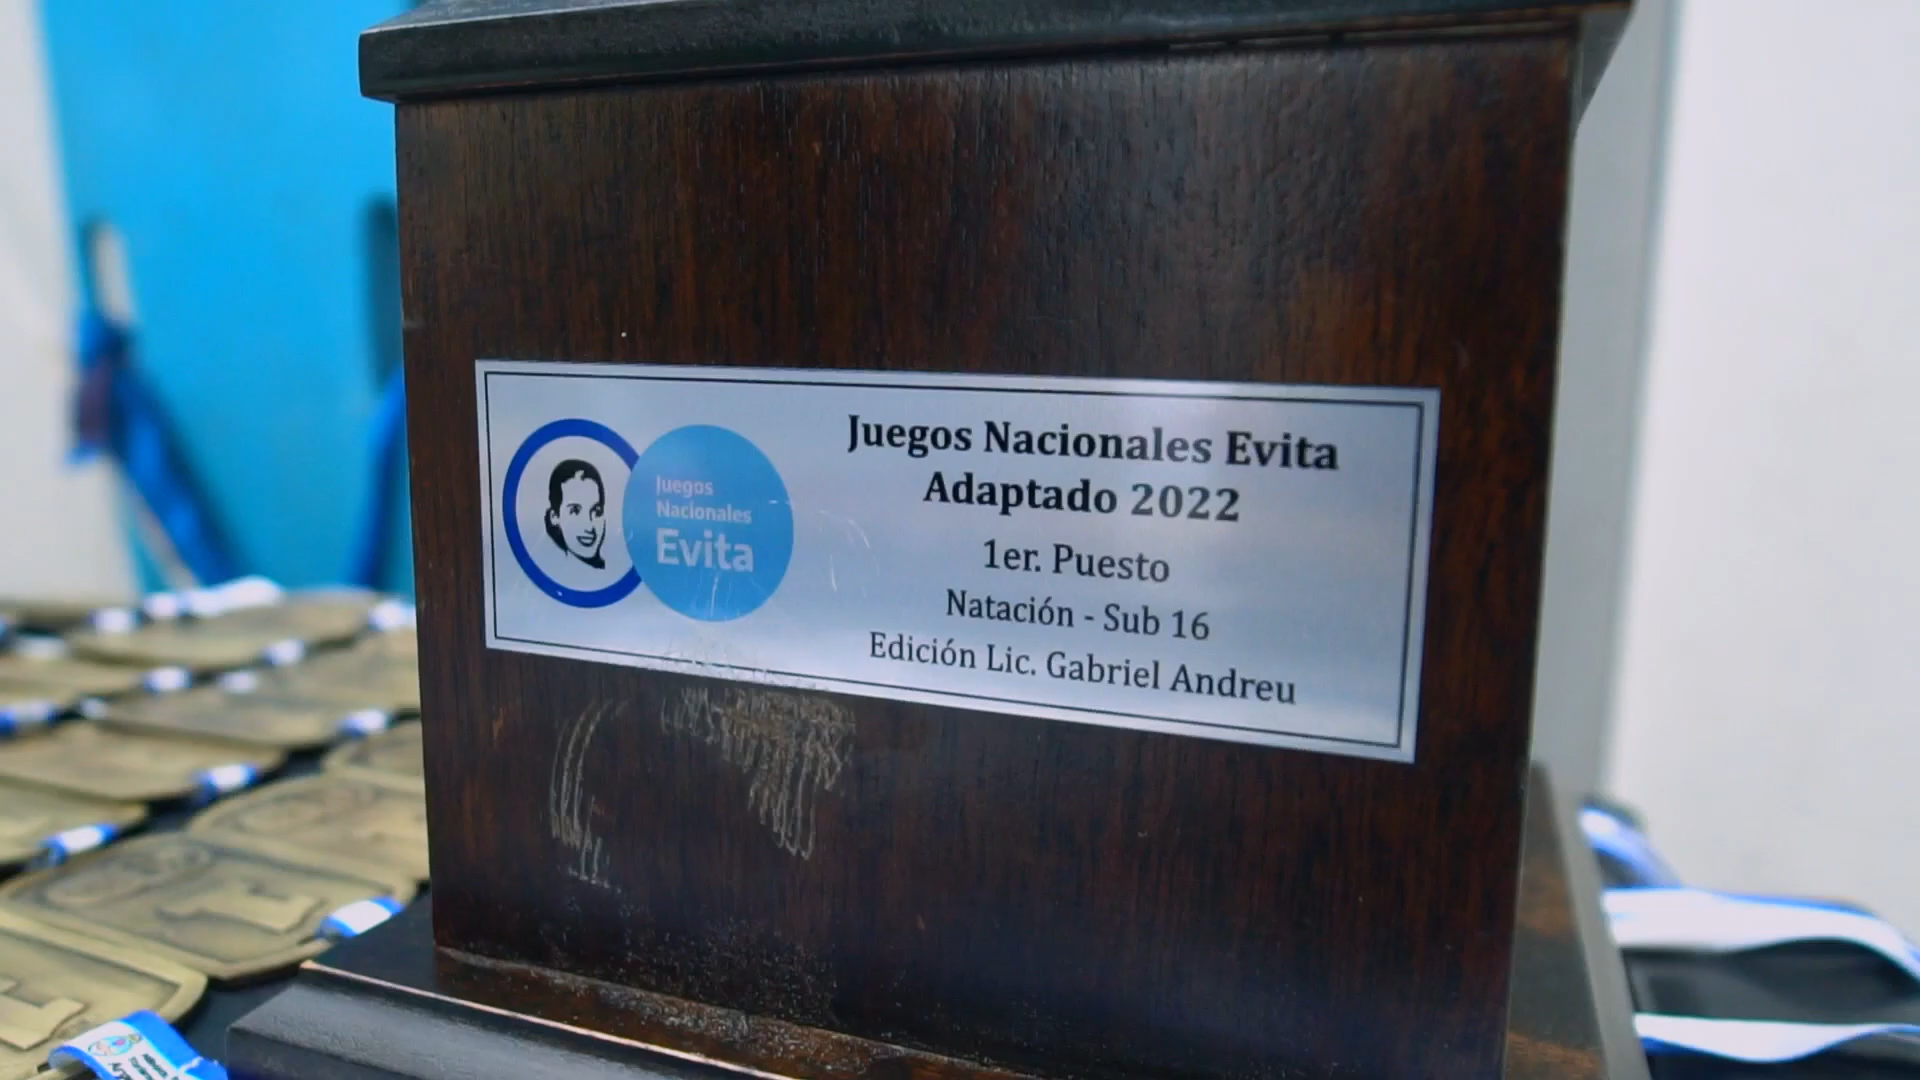 Juegos
Nacionales
Evita
Juegos Nacionales Evita
Adaptado 2022
1er. Puesto
Natación - Sub 16
Edición Lic. Gabriel Andreu